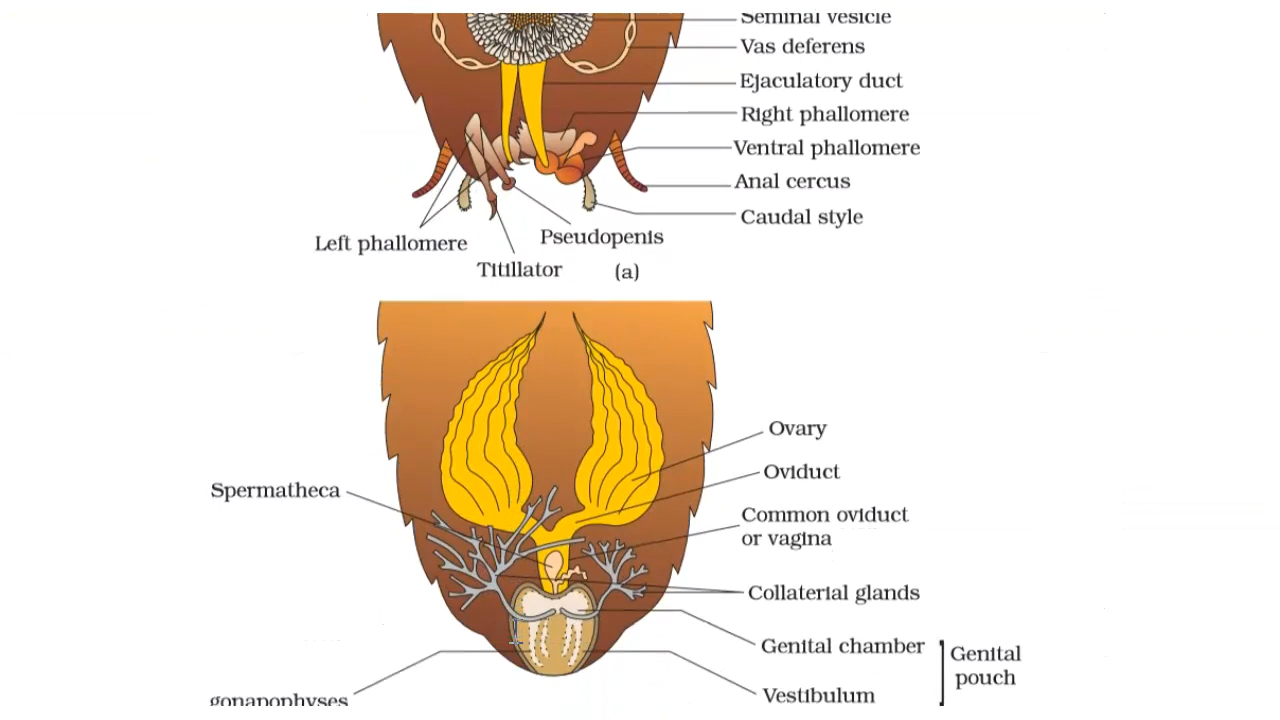 Seminal vesicle
Vas deferens
Ejaculatory duct
Right phallomere
Ventral phallomere
Anal cercus
Caudal style
Left phallomere
Pseudopenis
Titillator
(a)
Ovary
Oviduct
Spermatheca
Common oviduct
or vagina
Collaterial glands
Genital chamber
Genital
pouch
Vestibulum
gonapophyses